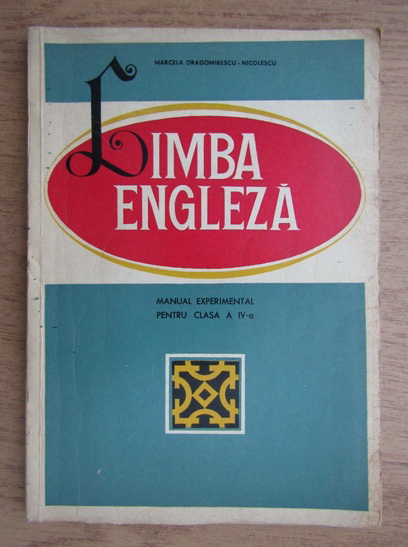 MARCELA DRAGOMIRESCU-NICOLESCU
LIMBA
ENGLEZĂ
MANUAL EXPERIMENTAL
PENTRU CLASA A IV-a